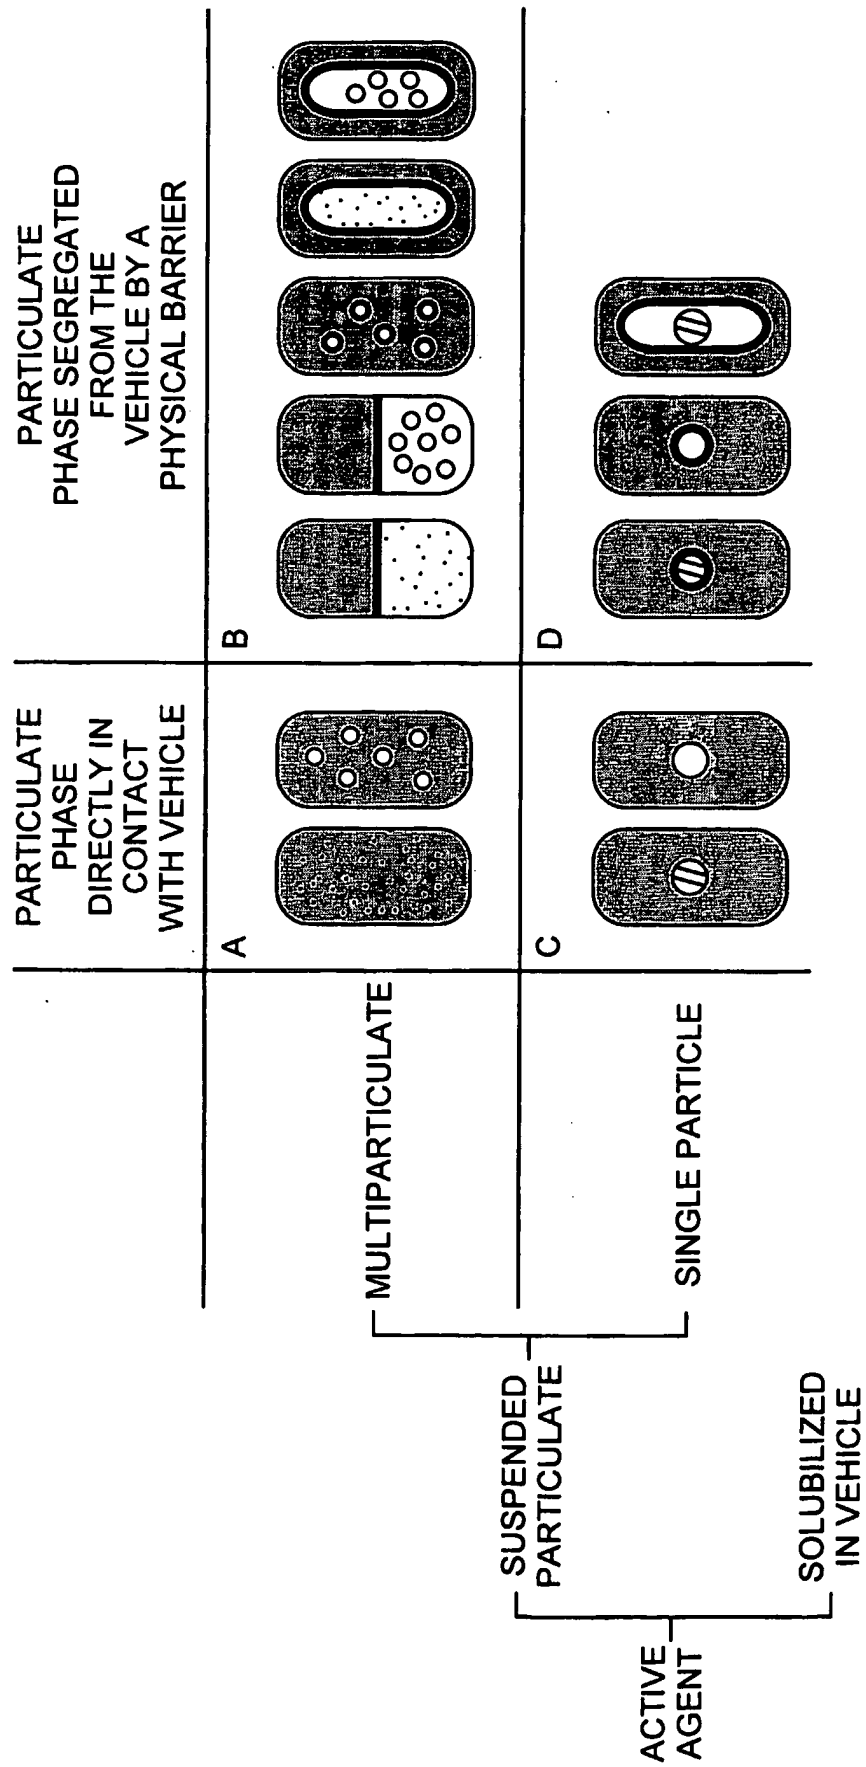 PARTICULATE
PHASE
DIRECTLY IN
CONTACT
WITH VEHICLE
PARTICULATE
PHASE SEGREGATED
FROM THE
VEHICLE BY A
PHYSICAL BARRIER
A
B
MULTIPARTICULATE
C
D
SINGLE PARTICLE
SUSPENDED
PARTICULATE
SOLUBILIZED
IN VEHICLE
ACTIVE
AGENT